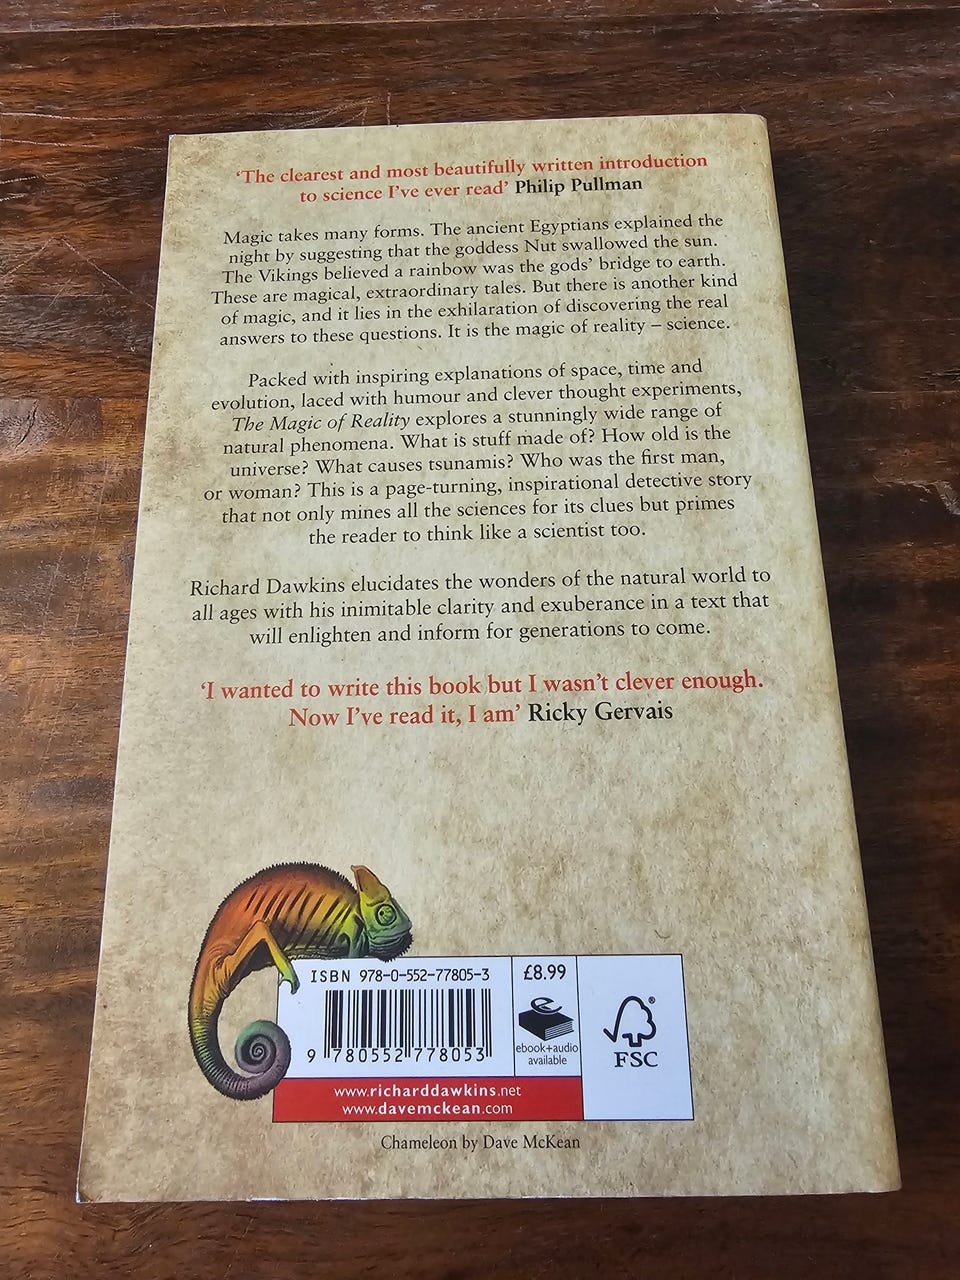 ‘The clearest and most beautifully written introduction
to science I’ve ever read’ Philip Pullman
Magic takes many forms. The ancient Egyptians explained the
night by suggesting that the goddess Nut swallowed the sun.
The Vikings believed a rainbow was the gods’ bridge to earth.
These are magical, extraordinary tales. But there is another kind
of magic, and it lies in the exhilaration of discovering the real
answers to these questions. It is the magic of reality – science.
Packed with inspiring explanations of space, time and
evolution, laced with humour and clever thought experiments,
The Magic of Reality explores a stunningly wide range of
natural phenomena. What is stuff made of? How old is the
universe? What causes tsunamis? Who was the first man,
or woman? This is a page-turning, inspirational detective story
that not only mines all the sciences for its clues but primes
the reader to think like a scientist too.
Richard Dawkins elucidates the wonders of the natural world to
all ages with his inimitable clarity and exuberance in a text that
will enlighten and inform for generations to come.
‘I wanted to write this book but I wasn’t clever enough.
Now I’ve read it, I am’ Ricky Gervais
ISBN 978-0-552-77805-3
9 780552 778053
£8.99
e
ebook+audio
available
®
FSC
www.richarddawkins.net
www.davemckean.com
Chameleon by Dave McKean